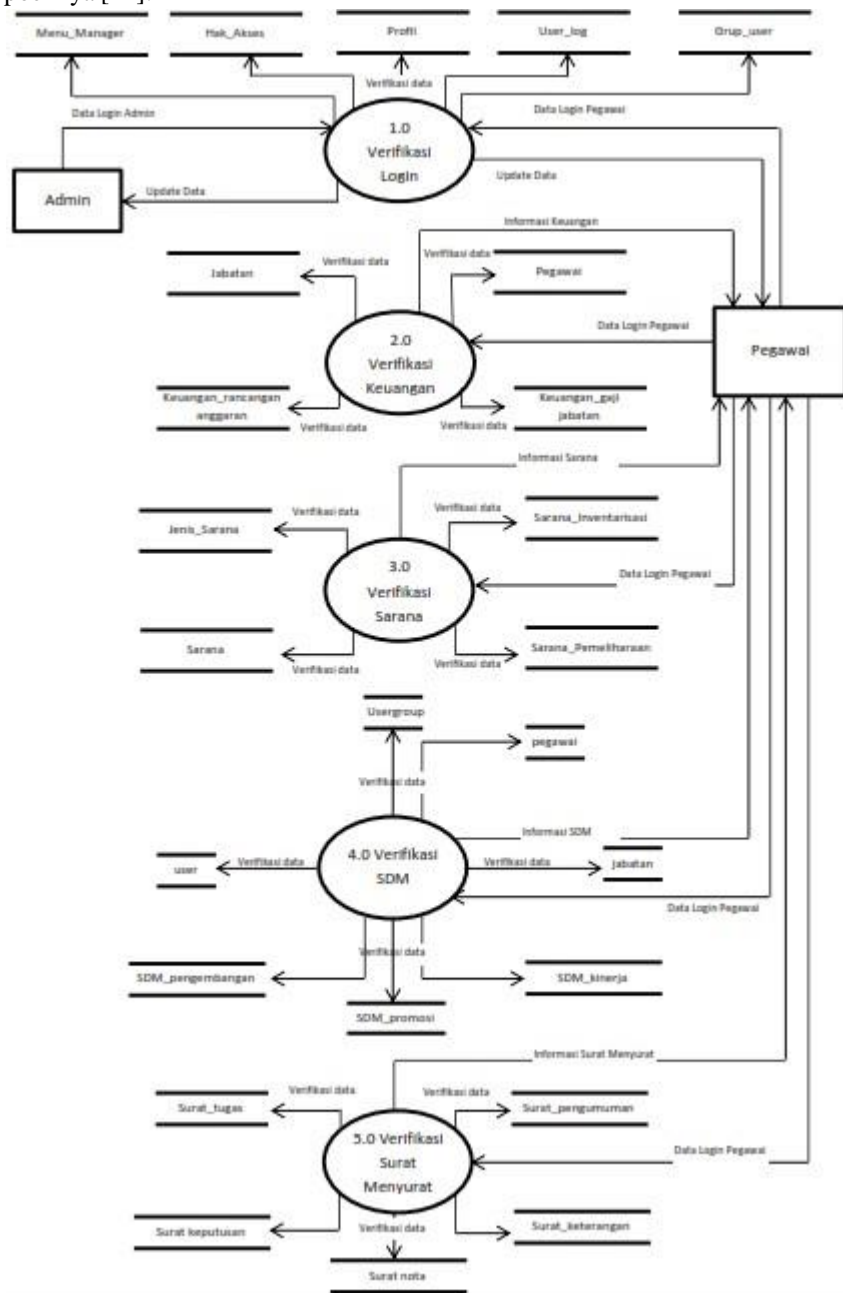 Menu_Manager
Hak_Akses
Profil
User_log
Grup_user
Verifikasi data
Data Login Admin
Data Login Pegawai
1.0
Verifikasi
Login
Admin
Update Data
Update Data
Informasi Keuangan
Jabatan
Verifikasi data
Verifikasi data
Pegawai
Data Login Pegawai
2.0
Verifikasi
Keuangan
Pegawai
Keuangan_rancangan
anggaran
Verifikasi data
Verifikasi data
Keuangan_gaji
jabatan
Informasi Sarana
Verifikasi data
Verifikasi data
Jenis_Sarana
Sarana_Inventarisasi
3.0
Verifikasi
Sarana
Data Login Pegawai
Sarana
Verifikasi data
Verifikasi data
Sarana_Pemeliharaan
Usergroup
pegawai
Verifikasi data
Informasi SDM
user
Verifikasi data
4.0 Verifikasi
SDM
Verifikasi data
jabatan
Data Login Pegawai
Verifikasi data
SDM_pengembangan
SDM_kinerja
SDM_promosi
Informasi Surat Menyurat
Surat_tugas
Verifikasi data
Verifikasi data
Surat_pengumuman
5.0 Verifikasi
Surat
Menyurat
Data Login Pegawai
Surat keputusan
Verifikasi data
Surat_keterangan
Surat nota